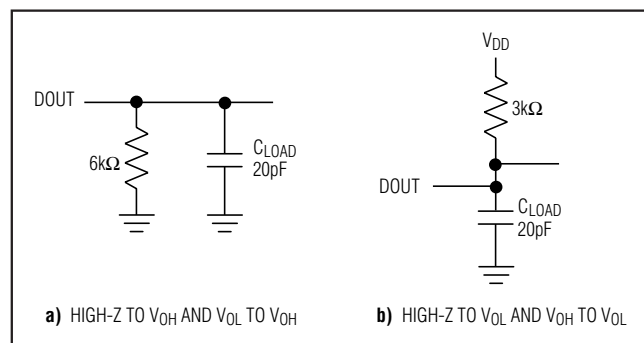 DOUT
6kΩ
CLOAD
20pF
a) HIGH-Z TO VOH AND VOL TO VOH
VDD
3kΩ
DOUT
CLOAD
20pF
b) HIGH-Z TO VOL AND VOH TO VOL